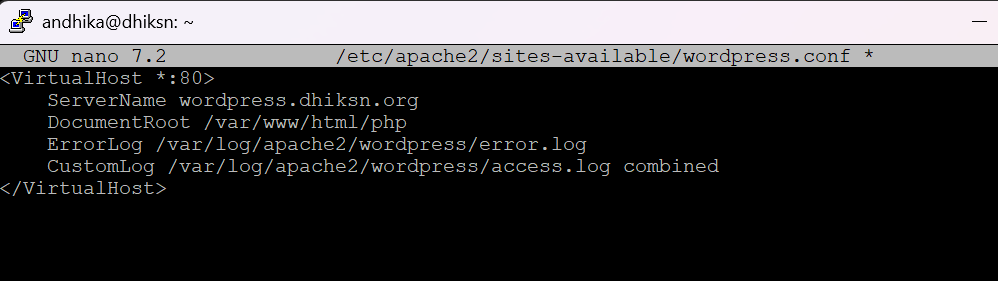 andhika@dhiksn: ~
GNU nano 7.2 /etc/apache2/sites-available/wordpress.conf *
<VirtualHost *:80>
    ServerName wordpress.dhiksn.org
    DocumentRoot /var/www/html/php
    ErrorLog /var/log/apache2/wordpress/error.log
    CustomLog /var/log/apache2/wordpress/access.log combined
</VirtualHost>